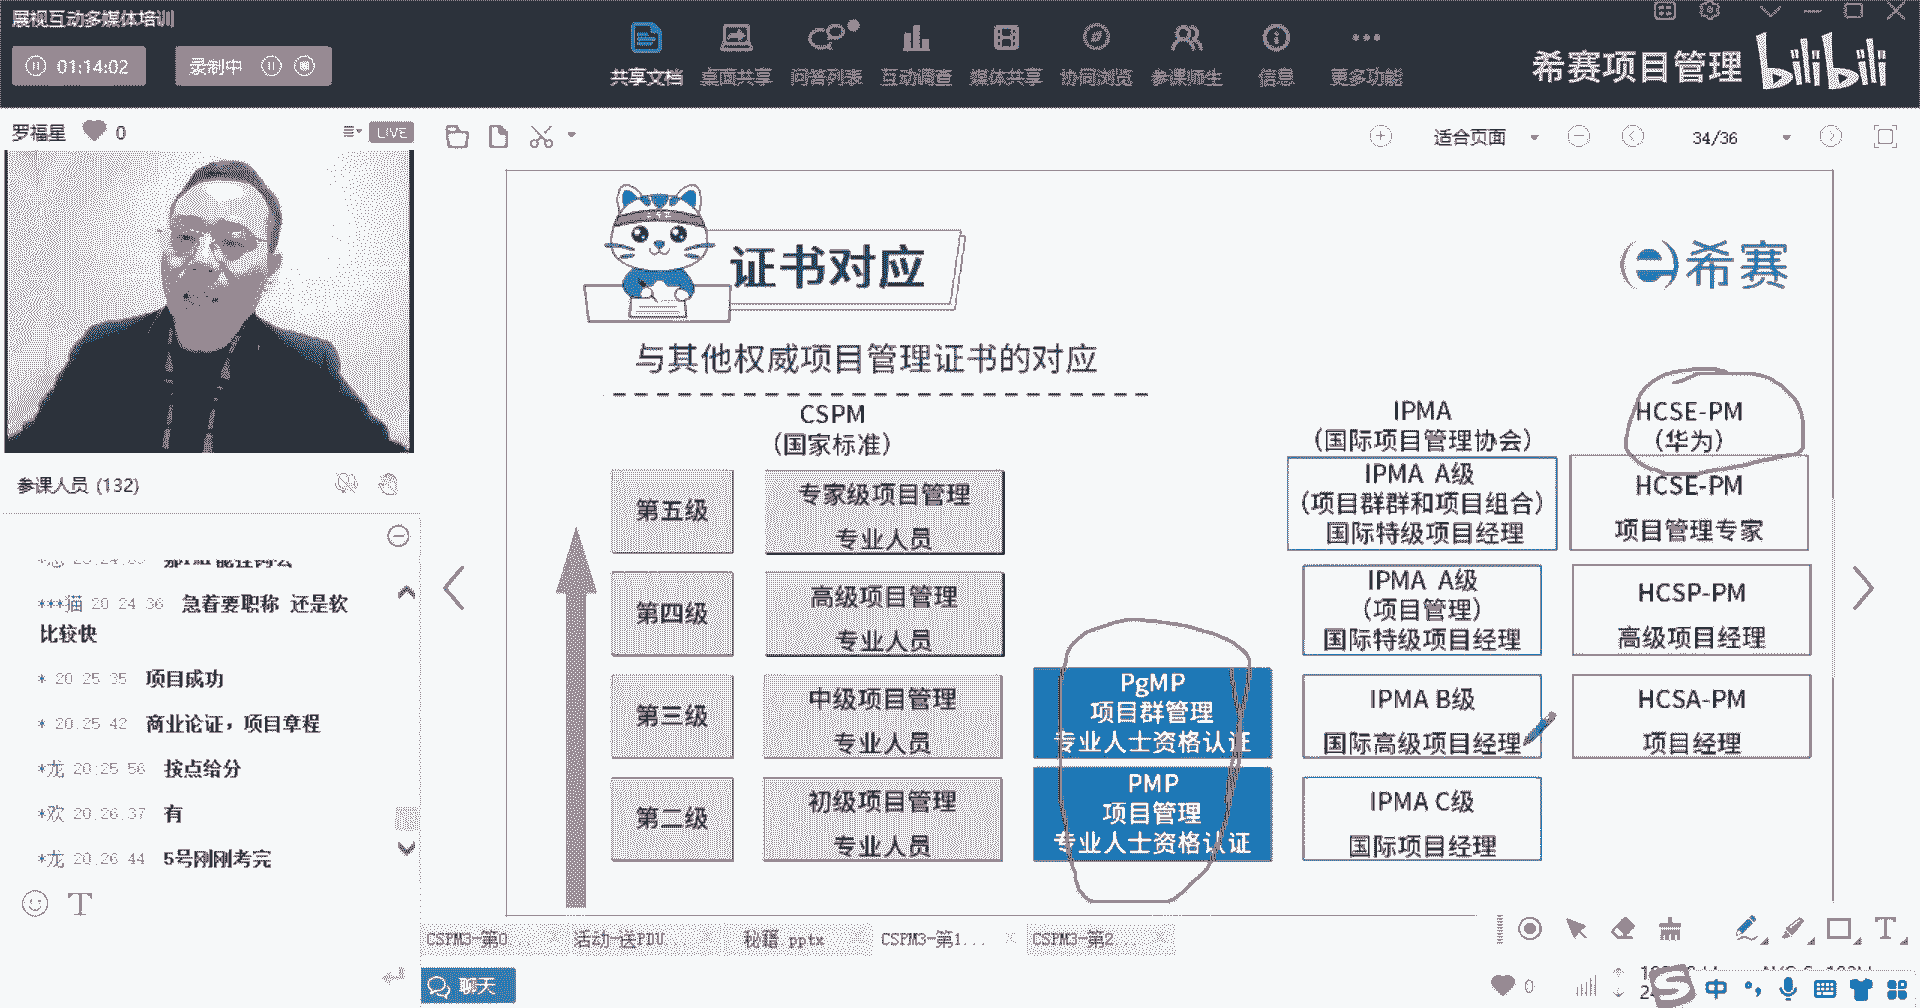 展视互动多媒体培训
01:14:02
录制中
共享文档
桌面共享
问答列表
互动调查
媒体共享
协同浏览
参课师生
信息
更多功能
希赛项目管理
bilibili
罗福星
0
LIVE
适合页面
34/36
证书对应
希赛
与其他权威项目管理证书的对应
CSPM
(国家标准)
IPMA
(国际项目管理协会)
HCSE-PM
(华为)
第五级
专家级项目管理
专业人员
IPMA A级
(项目群群和项目组合)
国际特级项目经理
HCSE-PM
项目管理专家
第四级
高级项目管理
专业人员
IPMA A级
(项目管理)
国际特级项目经理
HCSP-PM
高级项目经理
第三级
中级项目管理
专业人员
PgMP
项目群管理
专业人士资格认证
IPMA B级
国际高级项目经理
HCSA-PM
项目经理
第二级
初级项目管理
专业人员
PMP
项目管理
专业人士资格认证
IPMA C级
国际项目经理
参课人员 (132)
***猫 20 24 36 急着要职称 还是软
比较快
* 20 25 35 项目成功
* 20 25 42 商业论证，项目章程
*龙 20 25 56 按点给分
*欢 20 26 37 有
*龙 20 26 44 5号刚刚考完
T
CSPM3-第0...
活动-送PDU...
秘籍 pptx
CSPM3-第1...
CSPM3-第2...
T
聊天
0
中